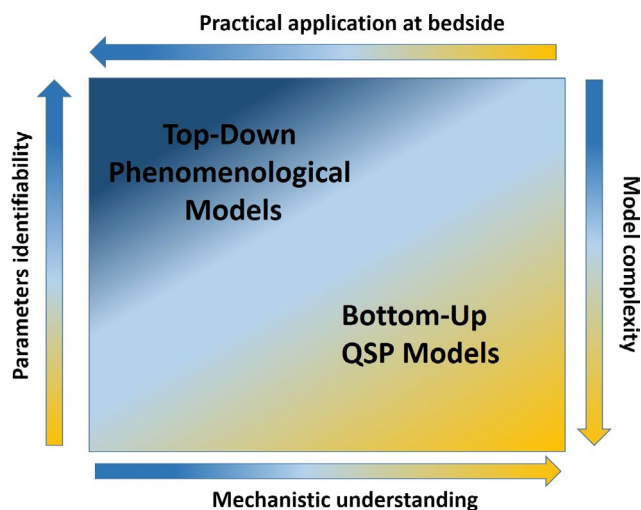 Practical application at bedside
Parameters identifiability
Top-Down
Phenomenological
Models
Model complexity
Bottom-Up
QSP Models
Mechanistic understanding